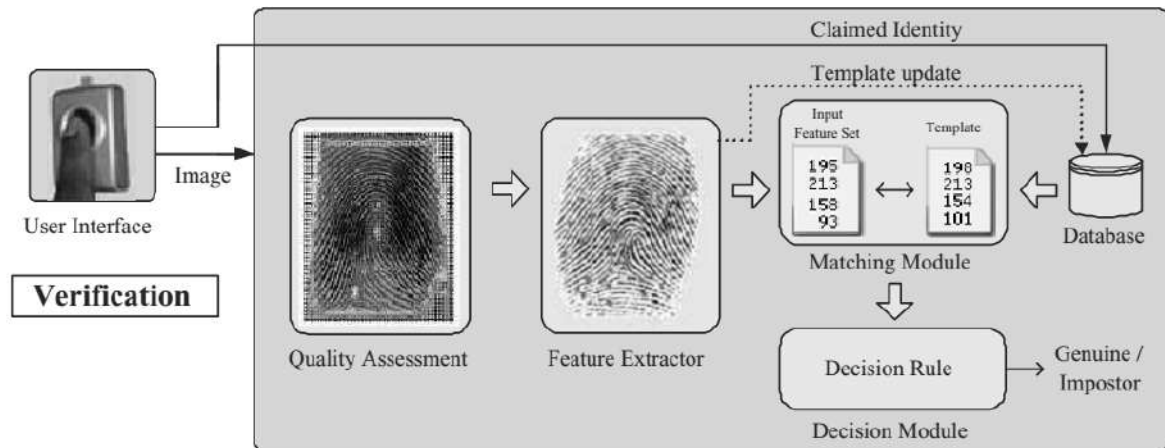 Claimed Identity
Template update
Input
Feature Set
Template
195
213
158
93
198
213
154
101
Image
User Interface
Database
Matching Module
Verification
Quality Assessment
Feature Extractor
Decision Rule
Genuine /
Impostor
Decision Module